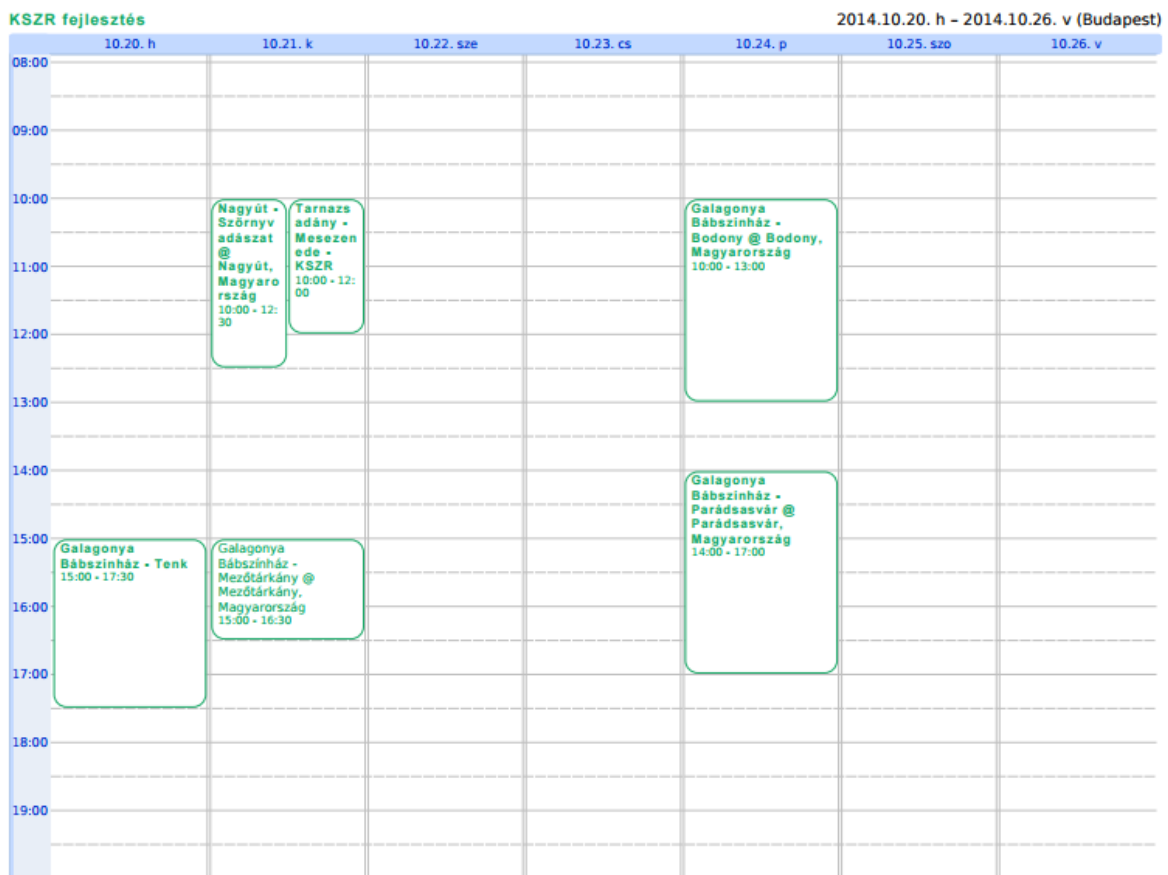 KSZR fejlesztés
2014.10.20. h – 2014.10.26. v (Budapest)
10.20. h
10.21. k
10.22. sze
10.23. cs
10.24. p
10.25. szo
10.26. v
08:00
09:00
10:00
11:00
12:00
13:00
14:00
15:00
16:00
17:00
18:00
19:00
Galagonya
Bábszínház - Tenk
15:00 - 17:30
Nagyút -
Szörnyv
adászat
@
Nagyút,
Magyaro
rszág
10:00 - 12:
30
Tarnazs
adány -
Mesezen
ede -
KSZR
10:00 - 12:
00
Galagonya
Bábszínház -
Mezőtárkány @
Mezőtárkány,
Magyarország
15:00 - 16:30
Galagonya
Bábszínház -
Bodony @ Bodony,
Magyarország
10:00 - 13:00
Galagonya
Bábszínház -
Parádsasvár @
Parádsasvár,
Magyarország
14:00 - 17:00